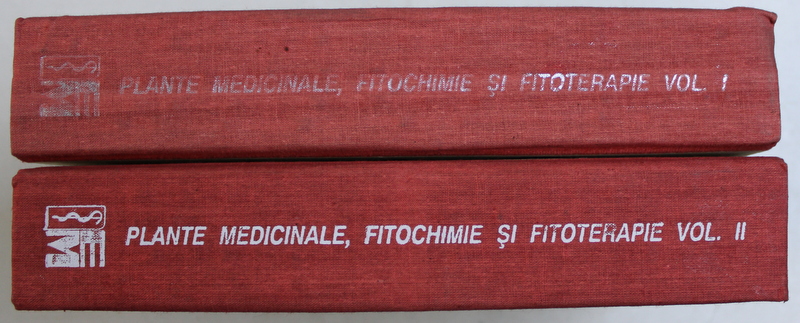 PLANTE MEDICINALE, FITOCHIMIE ŞI FITOTERAPIE VOL. I
PLANTE MEDICINALE, FITOCHIMIE ŞI FITOTERAPIE VOL. II